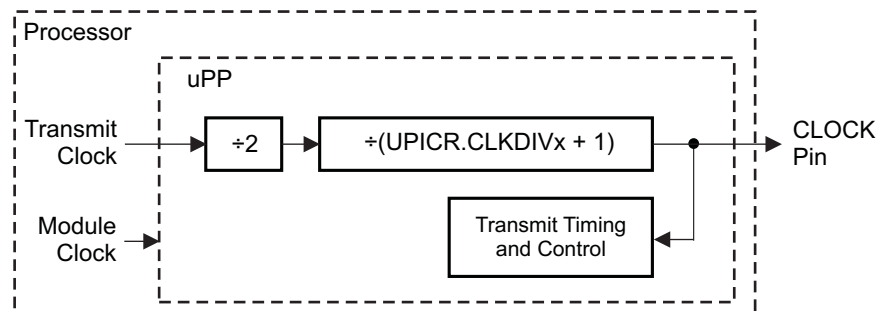 Processor
uPP
Transmit
Clock
÷2
÷(UPICR.CLKDIVx + 1)
CLOCK
Pin
Module
Clock
Transmit Timing
and Control